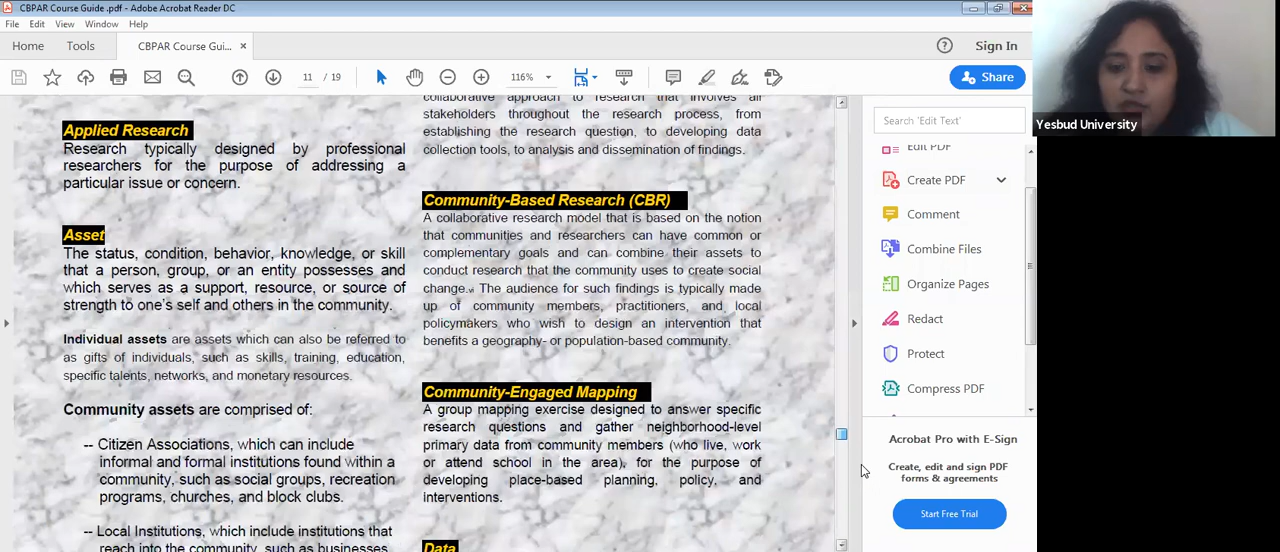 CBPAR Course Guide .pdf - Adobe Acrobat Reader DC
File Edit View Window Help
Home Tools CBPAR Course Gui... ×
Sign In
11 / 19
116%
Share
Applied Research
Research typically designed by professional
researchers for the purpose of addressing a
particular issue or concern.
Asset
The status, condition, behavior, knowledge, or skill
that a person, group, or an entity possesses and
which serves as a support, resource, or source of
strength to one's self and others in the community.
Individual assets are assets which can also be referred to
as gifts of individuals, such as skills, training, education,
specific talents, networks, and monetary resources.
Community assets are comprised of:
-- Citizen Associations, which can include
informal and formal institutions found within a
community, such as social groups, recreation
programs, churches, and block clubs.
-- Local Institutions, which include institutions that
reach into the community, such as businesses
collaborative approach to research that involves all
stakeholders throughout the research process, from
establishing the research question, to developing data
collection tools, to analysis and dissemination of findings.
Community-Based Research (CBR)
A collaborative research model that is based on the notion
that communities and researchers can have common or
complementary goals and can combine their assets to
conduct research that the community uses to create social
change.vi The audience for such findings is typically made
up of community members, practitioners, and local
policymakers who wish to design an intervention that
benefits a geography- or population-based community.
Community-Engaged Mapping
A group mapping exercise designed to answer specific
research questions and gather neighborhood-level
primary data from community members (who live, work
or attend school in the area), for the purpose of
developing place-based planning, policy, and
interventions.
Data
Search 'Edit Text'
Edit PDF
Create PDF
Comment
Combine Files
Organize Pages
Redact
Protect
Compress PDF
Acrobat Pro with E-Sign
Create, edit and sign PDF
forms & agreements
Start Free Trial
Yesbud University